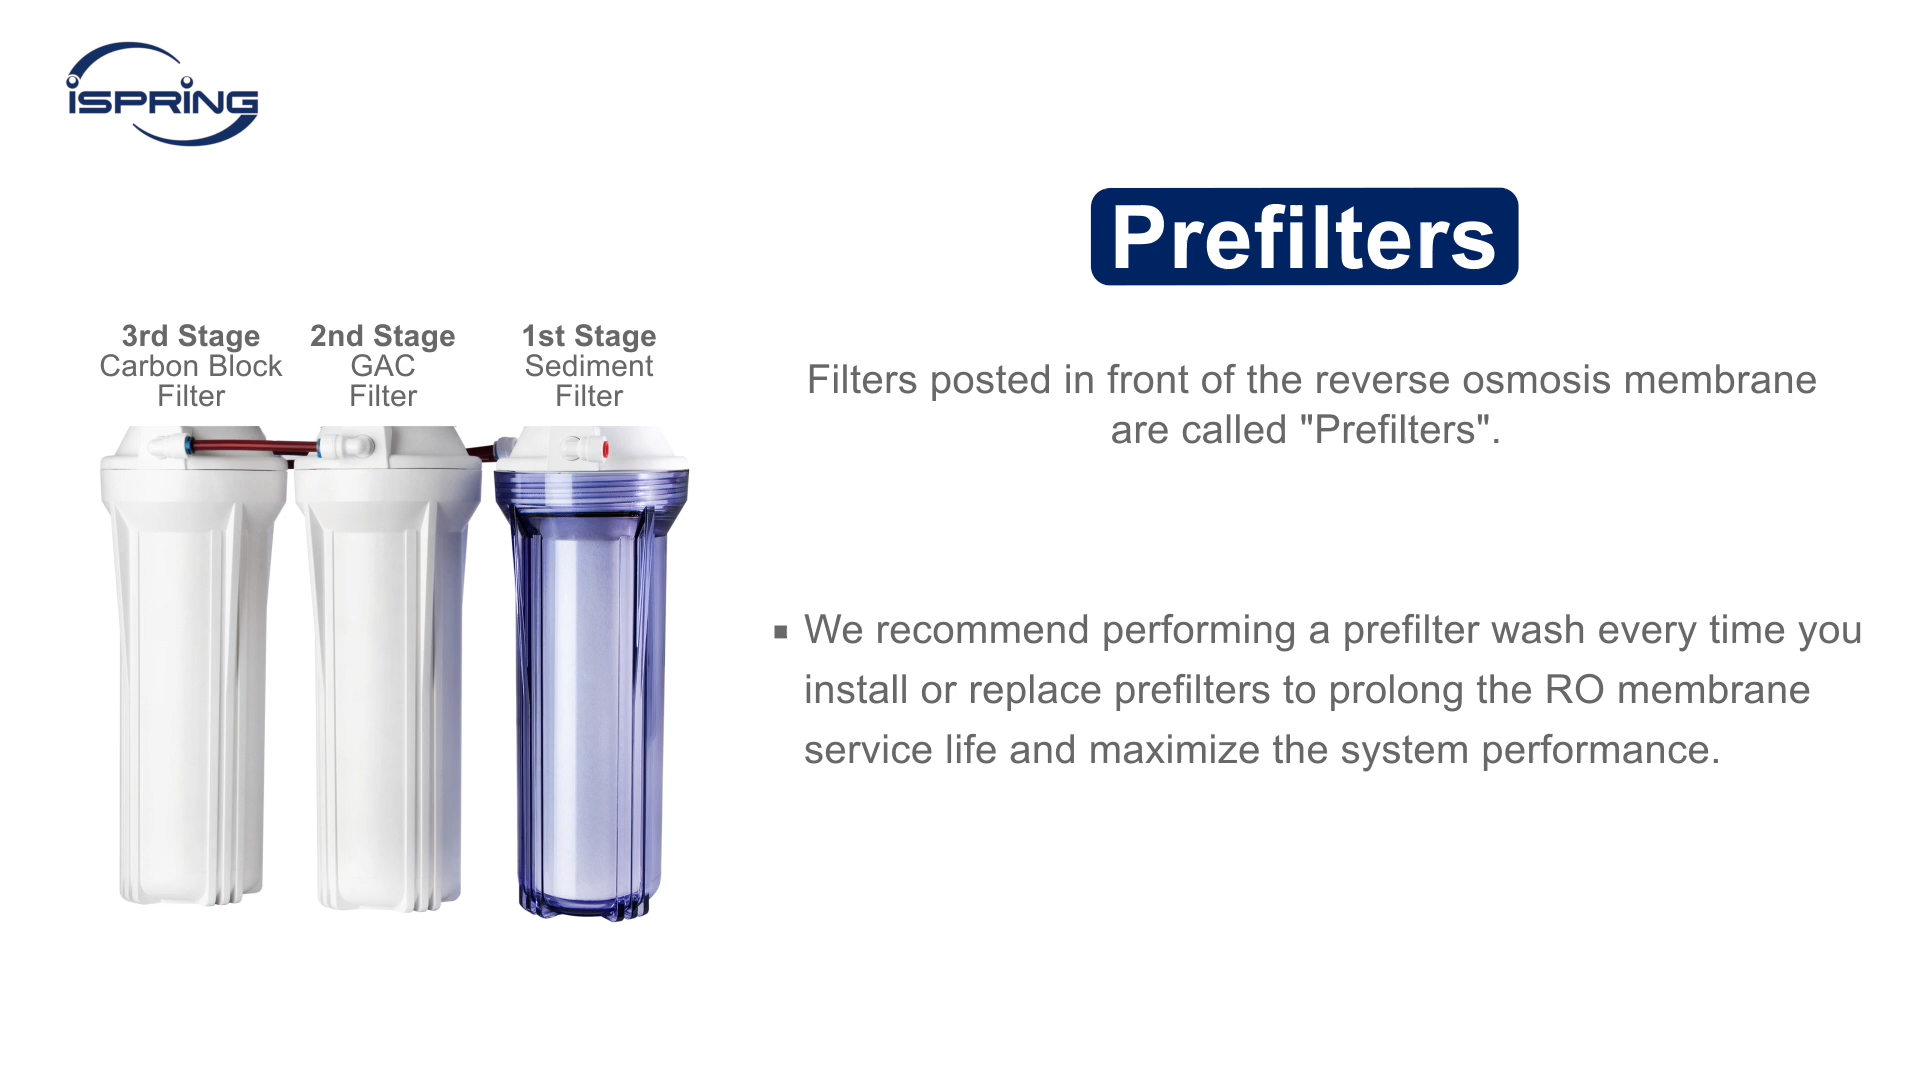 iSPRiNG
Prefilters
3rd Stage
Carbon Block
Filter
2nd Stage
GAC
Filter
1st Stage
Sediment
Filter
Filters posted in front of the reverse osmosis membrane
are called "Prefilters".
▪ We recommend performing a prefilter wash every time you
install or replace prefilters to prolong the RO membrane
service life and maximize the system performance.